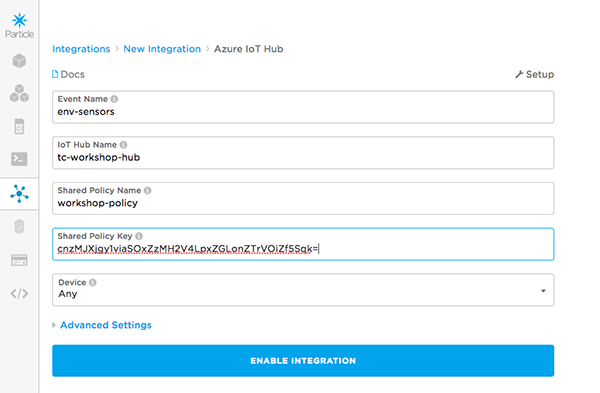 Particle
Integrations > New Integration > Azure IoT Hub
Docs
Setup
Event Name
env-sensors
IoT Hub Name
tc-workshop-hub
Shared Policy Name
workshop-policy
Shared Policy Key
cnzMJXjgy1viaSOxZzMH2V4LpxZGLonZTrVOiZf5Sqk=
Device
Any
Advanced Settings
ENABLE INTEGRATION